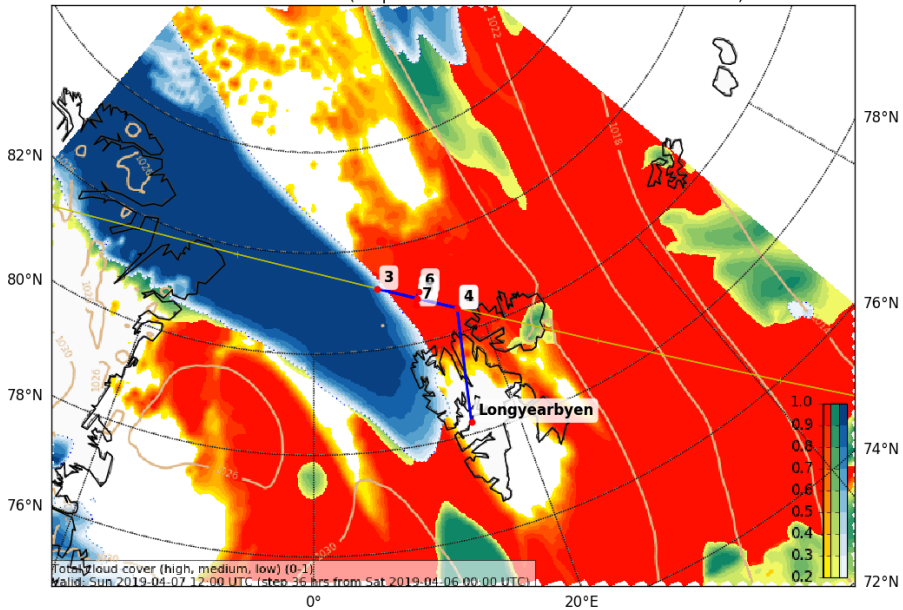 1022
78°N
1018
82°N
1026
80°N
3
6
7
4
76°N
1030
1026
78°N
Longyearbyen
1.0
0.9
0.8
0.7
0.6
0.5
0.4
0.3
0.2
74°N
1026
76°N
1030
Total cloud cover (high, medium, low) (0-1)
Valid: Sun 2019-04-07 12:00 UTC (step 36 hrs from Sat 2019-04-06 00:00 UTC)
72°N
0°
20°E